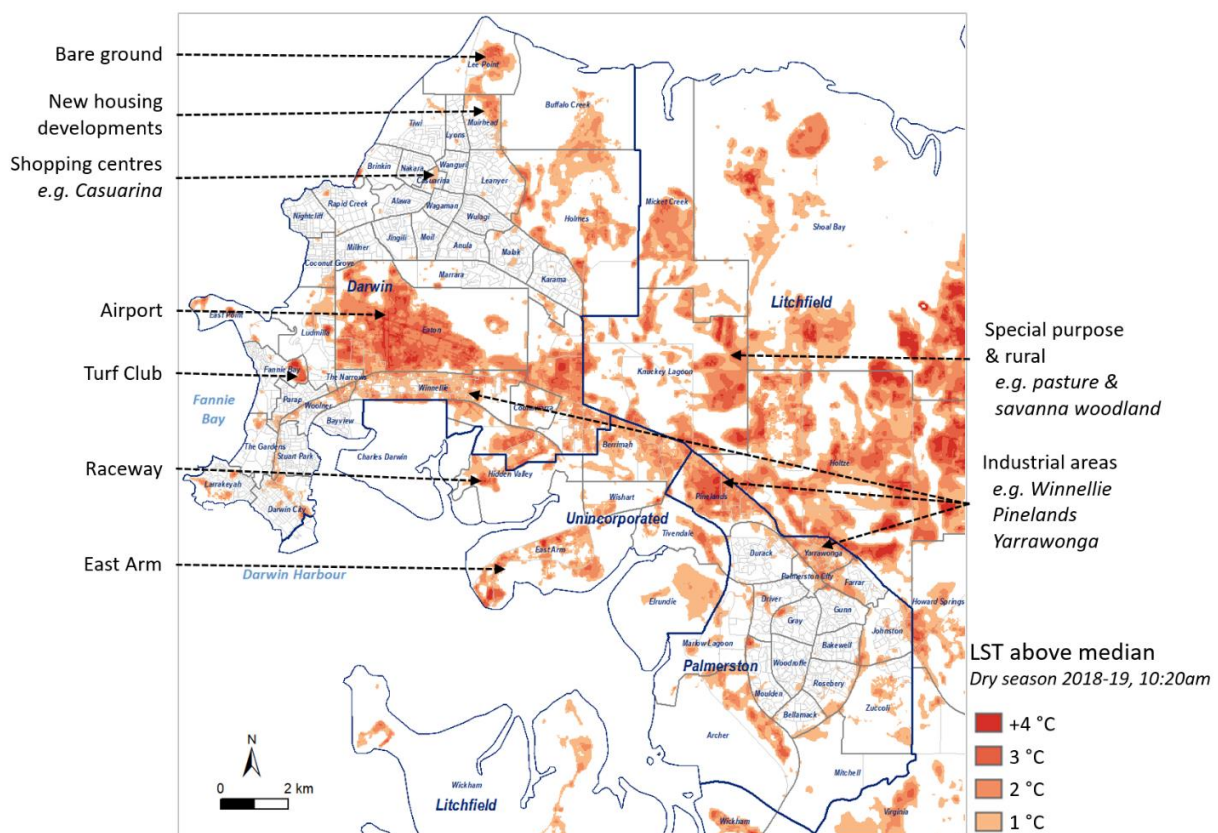 Bare ground
New housing
developments
Shopping centres
e.g. Casuarina
Airport
Turf Club
Raceway
East Arm
Lee Point
Buffalo Creek
Muirhead
Tiwi
Lyons
Brinkin
Nakara
Wanguri
Casuarina
Leanyer
Rapid Creek
Alawa
Wagaman
Nightcliff
Wulagi
Holmes
Micket Creek
Shoal Bay
Millner
Jingili
Moil
Anula
Malak
Coconut Grove
Marrara
Karama
Darwin
Litchfield
East Point
Ludmilla
Eaton
Fannie Bay
The Narrows
Winnellie
Knuckey Lagoon
Parap
Woolner
Coonawarra
Fannie
Bay
Bayview
The Gardens
Stuart Park
Charles Darwin
Berrimah
Hidden Valley
Holtze
Larrakeyah
Pinelands
Darwin City
Wishart
Unincorporated
Tivendale
East Arm
Durack
Yarrawonga
Darwin Harbour
Palmerston City
Farrar
Elrundie
Driver
Gunn
Howard Springs
Gray
Johnston
Marlow Lagoon
Bakewell
Palmerston
Woodroffe
Rosebery
Moulden
Zuccoli
Bellamack
Archer
Mitchell
Wickham
Litchfield
Virginia
Wickham
N
0 2 km
Special purpose
& rural
e.g. pasture &
savanna woodland
Industrial areas
e.g. Winnellie
Pinelands
Yarrawonga
LST above median
Dry season 2018-19, 10:20am
+4 °C
3 °C
2 °C
1 °C